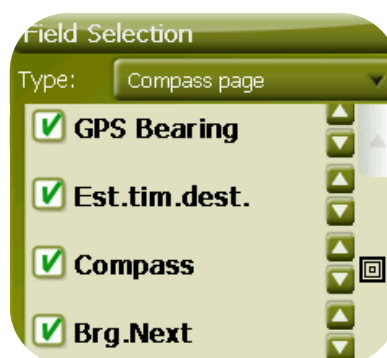 Field Selection
Type: Compass page
GPS Bearing
Est.tim.dest.
Compass
Brg.Next